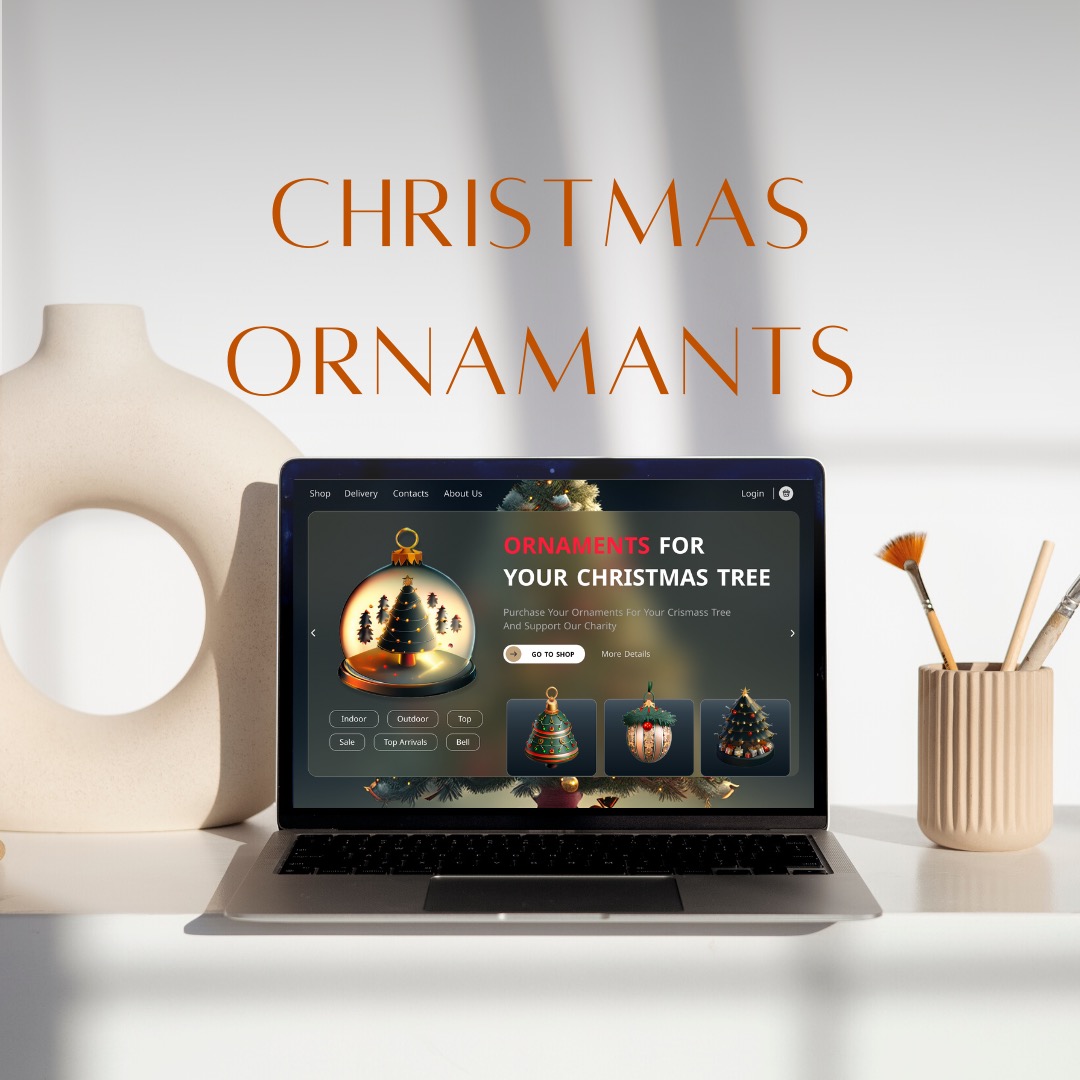 CHRISTMAS
ORNAMANTS
Shop Delivery Contacts About Us Login
ORNAMENTS FOR
YOUR CHRISTMAS TREE
Purchase Your Ornaments For Your Crismass Tree
And Support Our Charity
GO TO SHOP More Details
Indoor Outdoor Top
Sale Top Arrivals Bell